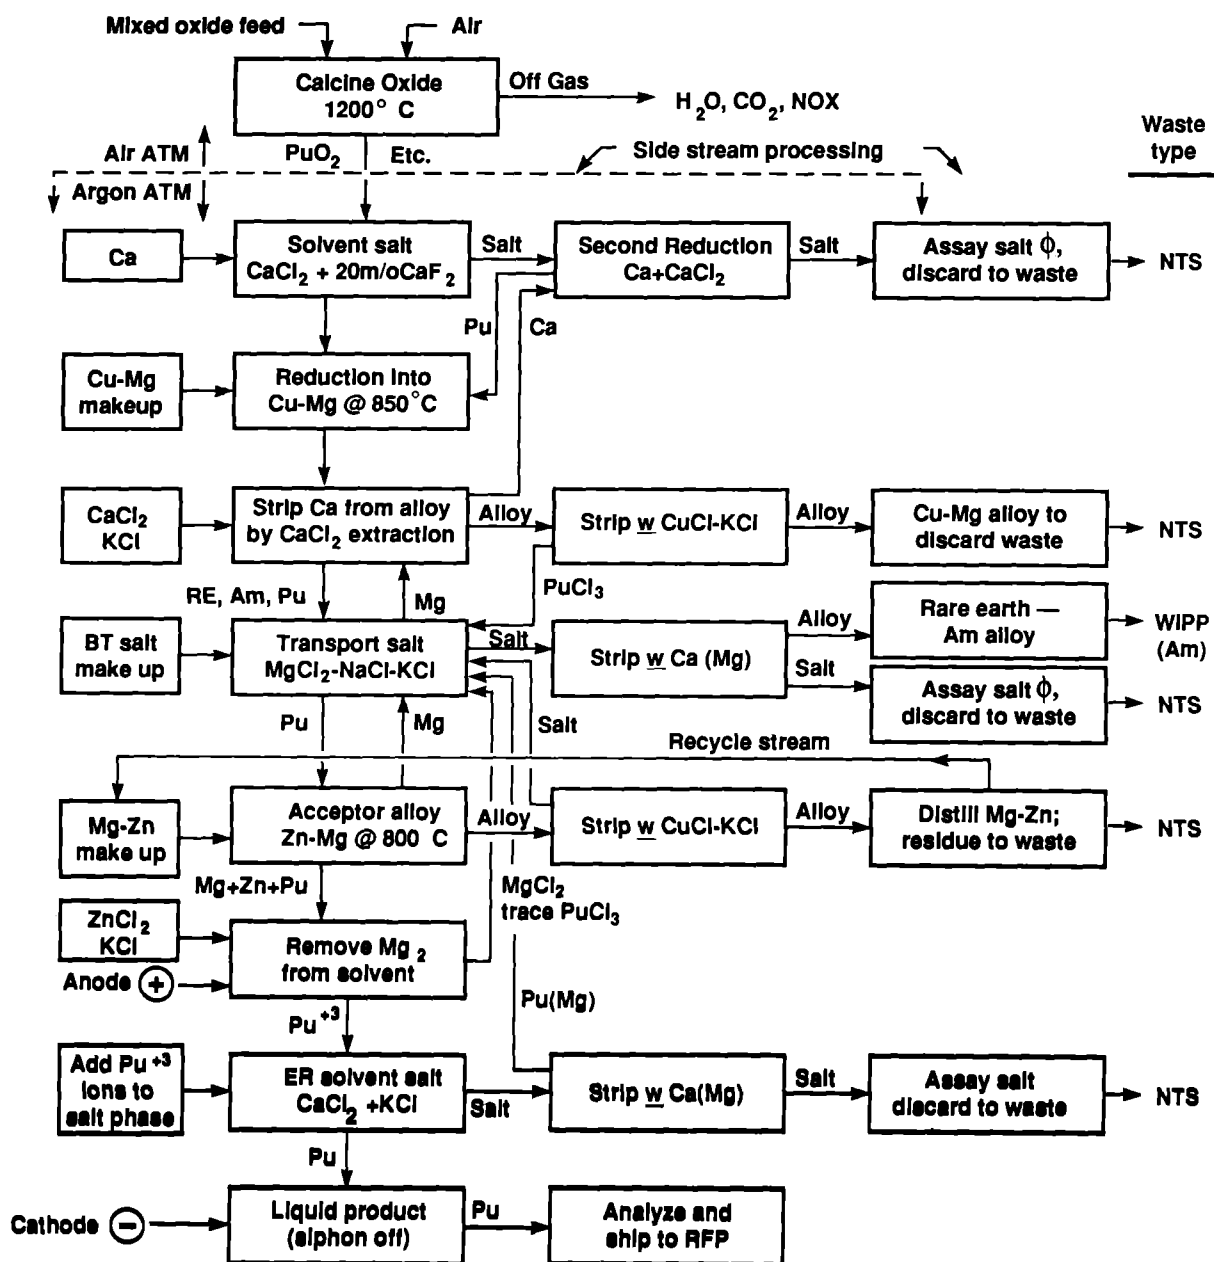 Mixed oxide feed
Air
Calcine Oxide
1200° C
Off Gas
H2O, CO2, NOX
Waste
type
Air ATM
PuO2
Etc.
Side stream processing
Argon ATM
Ca
Solvent salt
CaCl2 + 20m/oCaF2
Salt
Second Reduction
Ca+CaCl2
Salt
Assay salt ϕ,
discard to waste
NTS
Pu
Ca
Cu-Mg
makeup
Reduction Into
Cu-Mg @ 850°C
CaCl2
KCl
Strip Ca from alloy
by CaCl2 extraction
Alloy
Strip w CuCl-KCl
Alloy
Cu-Mg alloy to
discard waste
NTS
RE, Am, Pu
Mg
PuCl3
BT salt
make up
Transport salt
MgCl2-NaCl-KCl
Salt
Strip w Ca (Mg)
Alloy
Rare earth —
Am alloy
WIPP
(Am)
Salt
Assay salt ϕ,
discard to waste
NTS
Pu
Mg
Salt
Recycle stream
Mg-Zn
make up
Acceptor alloy
Zn-Mg @ 800 C
Alloy
Strip w CuCl-KCl
Alloy
Distill Mg-Zn;
residue to waste
NTS
Mg+Zn+Pu
MgCl2
trace PuCl3
ZnCl2
KCl
Remove Mg2
from solvent
Anode +
Pu+3
Pu(Mg)
Add Pu+3
ions to
salt phase
ER solvent salt
CaCl2 +KCl
Salt
Strip w Ca(Mg)
Salt
Assay salt
discard to waste
NTS
Pu
Cathode −
Liquid product
(siphon off)
Pu
Analyze and
ship to RFP